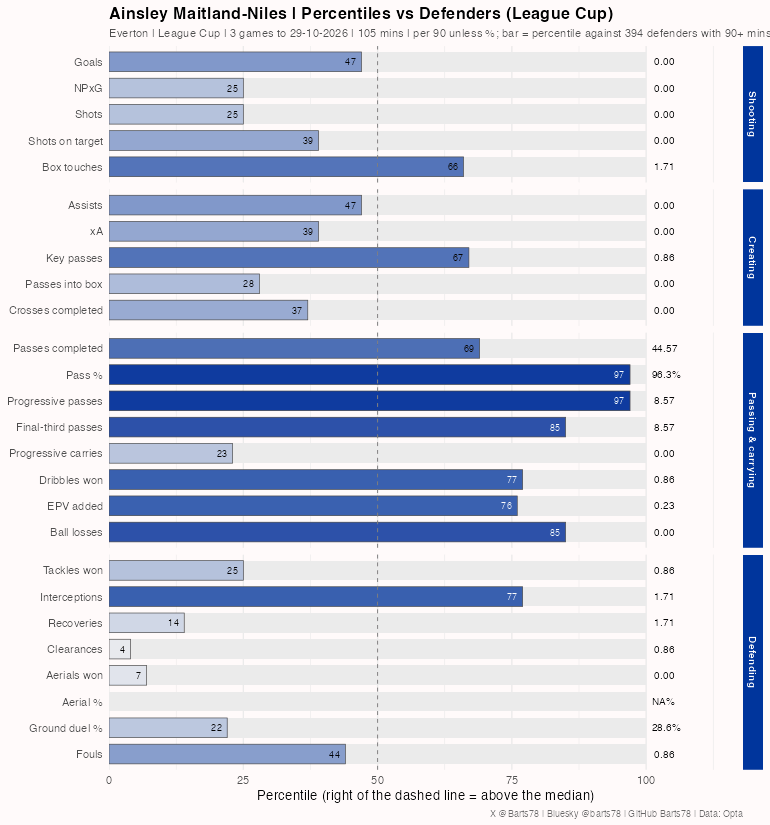 Ainsley Maitland-Niles | Percentiles vs Defenders (League Cup)
Everton | League Cup | 3 games to 29-10-2026 | 105 mins | per 90 unless %; bar = percentile against 394 defenders with 90+ mins
Goals 47 0.00
NPxG 25 0.00
Shots 25 0.00
Shots on target 39 0.00
Box touches 66 1.71
Shooting
Assists 47 0.00
xA 39 0.00
Key passes 67 0.86
Passes into box 28 0.00
Crosses completed 37 0.00
Creating
Passes completed 69 44.57
Pass % 97 96.3%
Progressive passes 97 8.57
Final-third passes 85 8.57
Progressive carries 23 0.00
Dribbles won 77 0.86
EPV added 76 0.23
Ball losses 85 0.00
Passing & carrying
Tackles won 25 0.86
Interceptions 77 1.71
Recoveries 14 1.71
Clearances 4 0.86
Aerials won 7 0.00
Aerial % NA%
Ground duel % 22 28.6%
Fouls 44 0.86
Defending
0 25 50 75 100
Percentile (right of the dashed line = above the median)
X @Barts78 | Bluesky @barts78 | GitHub Barts78 | Data: Opta